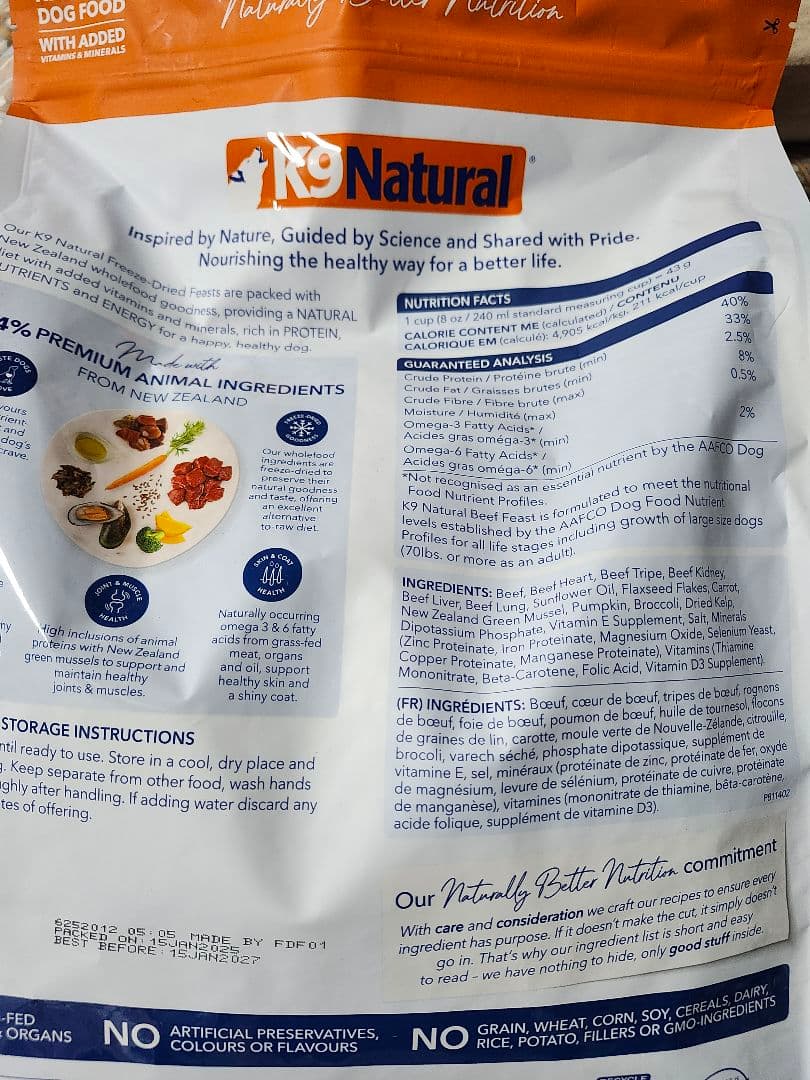 DOG FOOD
WITH ADDED
VITAMINS & MINERALS
Naturally Better Nutrition
K9Natural®
Inspired by Nature, Guided by Science and Shared with Pride.
Nourishing the healthy way for a better life.
Our K9 Natural Freeze-Dried Feasts are packed with
New Zealand wholefood goodness, providing a NATURAL
diet with added vitamins and minerals, rich in PROTEIN,
NUTRIENTS and ENERGY for a happy, healthy dog.
Made with
4% PREMIUM ANIMAL INGREDIENTS
FROM NEW ZEALAND
FREEZE-DRIED
GOODNESS
Our wholefood
ingredients are
freeze-dried to
preserve their
natural goodness
and taste, offering
an excellent
alternative
to raw diet.
and
dog's
crave.
JOINT & MUSCLE
HEALTH
High inclusions of animal
proteins with New Zealand
green mussels to support and
maintain healthy
joints & muscles.
SKIN & COAT
HEALTH
Naturally occurring
omega 3 & 6 fatty
acids from grass-fed
meat, organs
and oil, support
healthy skin and
a shiny coat.
STORAGE INSTRUCTIONS
until ready to use. Store in a cool, dry place and
Keep separate from other food, wash hands
after handling. If adding water discard any
of offering.
6252012 05:05 MADE BY FDF01
PACKED ON: 15JAN2025
BEST BEFORE: 15JAN2027
NUTRITION FACTS
1 cup (8 oz / 240 ml standard measuring cup) = 43 g
CALORIE CONTENT ME (calculated) / CONTENU
CALORIQUE EM (calculé): 4,905 kcal/kg, 211 kcal/cup
GUARANTEED ANALYSIS
Crude Protein / Protéine brute (min) 40%
Crude Fat / Graisses brutes (min) 33%
Crude Fibre / Fibre brute (max) 2.5%
Moisture / Humidité (max) 8%
Omega-3 Fatty Acids* / 0.5%
Acides gras oméga-3* (min)
Omega-6 Fatty Acids* / 2%
Acides gras oméga-6* (min)
*Not recognised as an essential nutrient by the AAFCO Dog
Food Nutrient Profiles.
K9 Natural Beef Feast is formulated to meet the nutritional
levels established by the AAFCO Dog Food Nutrient
Profiles for all life stages including growth of large size dogs
(70lbs. or more as an adult).
INGREDIENTS: Beef, Beef Heart, Beef Tripe, Beef Kidney,
Beef Liver, Beef Lung, Sunflower Oil, Flaxseed Flakes, Carrot,
New Zealand Green Mussel, Pumpkin, Broccoli, Dried Kelp,
Dipotassium Phosphate, Vitamin E Supplement, Salt, Minerals
(Zinc Proteinate, Iron Proteinate, Magnesium Oxide, Selenium Yeast,
Copper Proteinate, Manganese Proteinate), Vitamins (Thiamine
Mononitrate, Beta-Carotene, Folic Acid, Vitamin D3 Supplement).
(FR) INGRÉDIENTS: Bœuf, cœur de bœuf, tripes de bœuf, rognons
de bœuf, foie de bœuf, poumon de bœuf, huile de tournesol, flocons
de graines de lin, carotte, moule verte de Nouvelle-Zélande, citrouille,
brocoli, varech séché, phosphate dipotassique, supplément de
vitamine E, sel, minéraux (protéinate de zinc, protéinate de fer, oxyde
de magnésium, levure de sélénium, protéinate de cuivre, protéinate
de manganèse), vitamines (mononitrate de thiamine, bêta-carotène,
acide folique, supplément de vitamine D3).
P811402
Our Naturally Better Nutrition commitment
With care and consideration we craft our recipes to ensure every
ingredient has purpose. If it doesn't make the cut, it simply doesn't
go in. That's why our ingredient list is short and easy
to read – we have nothing to hide, only good stuff inside.
-FED
ORGANS
NO ARTIFICIAL PRESERVATIVES,
COLOURS OR FLAVOURS
NO GRAIN, WHEAT, CORN, SOY, CEREALS, DAIRY,
RICE, POTATO, FILLERS OR GMO-INGREDIENTS